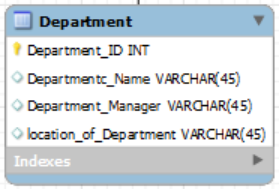 Department
Department_ID INT
Departmentc_Name VARCHAR(45)
Department_Manager VARCHAR(45)
location_of_Department VARCHAR(45)
Indexes